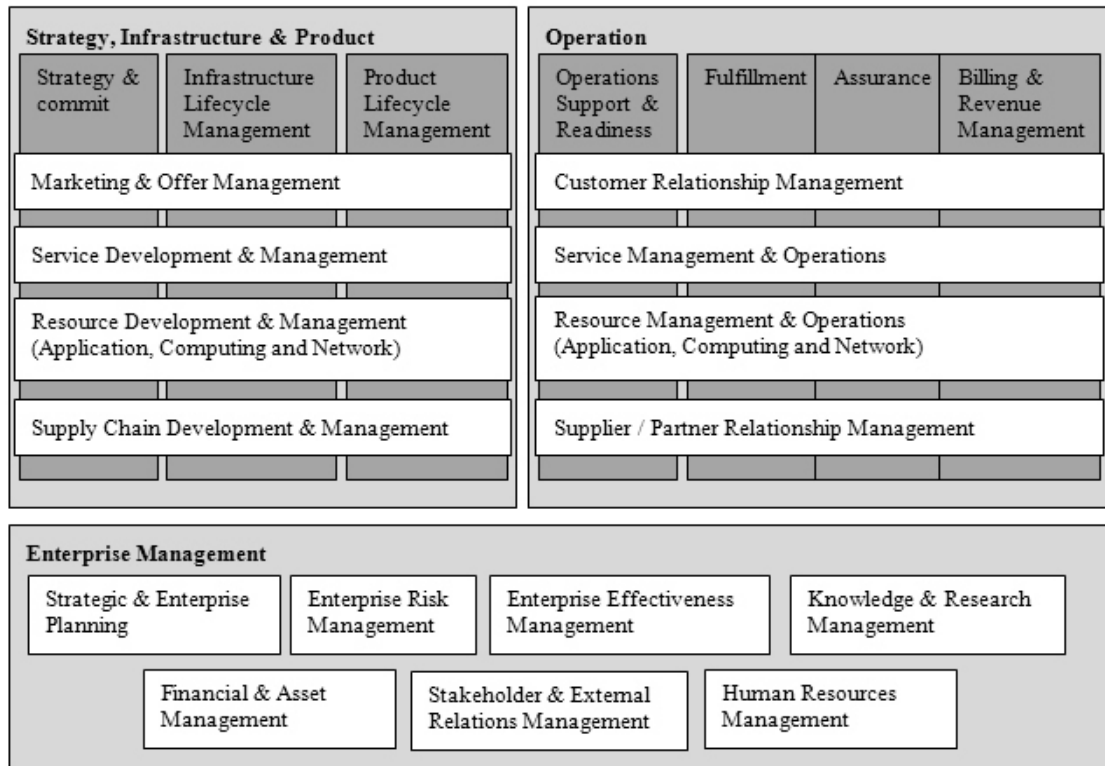 Strategy, Infrastructure & Product
Strategy &
commit
Infrastructure
Lifecycle
Management
Product
Lifecycle
Management
Marketing & Offer Management
Service Development & Management
Resource Development & Management
(Application, Computing and Network)
Supply Chain Development & Management
Operation
Operations
Support &
Readiness
Fulfillment
Assurance
Billing &
Revenue
Management
Customer Relationship Management
Service Management & Operations
Resource Management & Operations
(Application, Computing and Network)
Supplier / Partner Relationship Management
Enterprise Management
Strategic & Enterprise
Planning
Enterprise Risk
Management
Enterprise Effectiveness
Management
Knowledge & Research
Management
Financial & Asset
Management
Stakeholder & External
Relations Management
Human Resources
Management